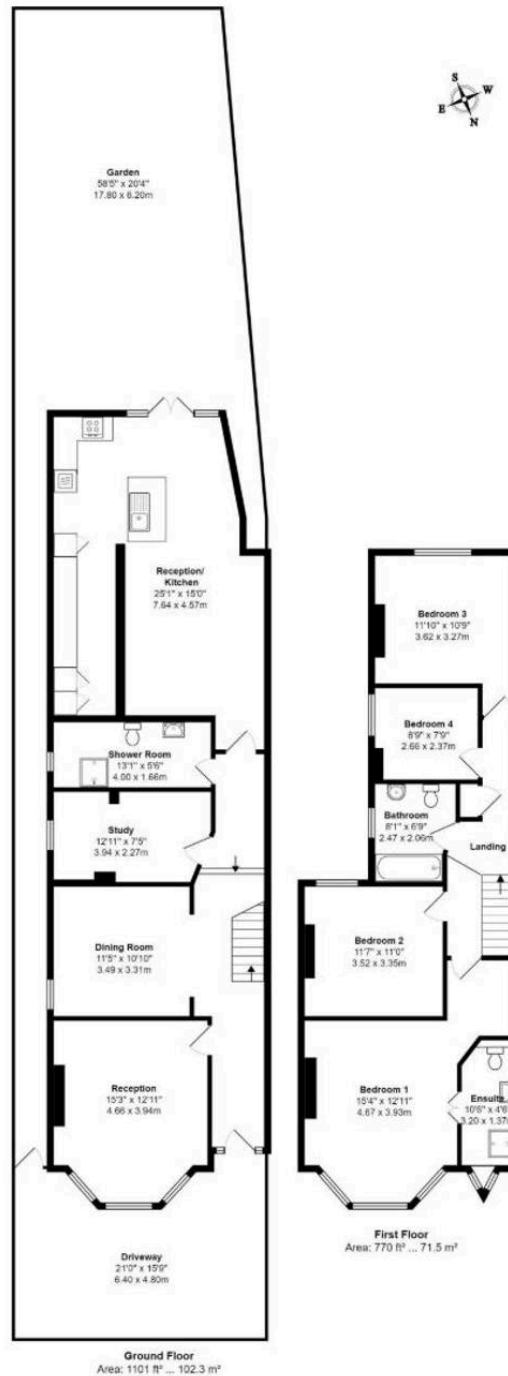 S
W
E
N
Garden
58'5" x 20'4"
17.80 x 6.20m
Reception/
Kitchen
25'1" x 15'0"
7.64 x 4.57m
Shower Room
13'1" x 5'6"
4.00 x 1.66m
Study
12'11" x 7'5"
3.94 x 2.27m
Dining Room
11'5" x 10'10"
3.49 x 3.31m
Reception
15'3" x 12'11"
4.66 x 3.94m
Driveway
21'0" x 15'9"
6.40 x 4.80m
Ground Floor
Area: 1101 ft² ... 102.3 m²
Bedroom 3
11'10" x 10'9"
3.62 x 3.27m
Bedroom 4
8'9" x 7'9"
2.66 x 2.37m
Bathroom
8'1" x 6'9"
2.47 x 2.06m
Landing
Bedroom 2
11'7" x 11'0"
3.52 x 3.35m
Bedroom 1
15'4" x 12'11"
4.67 x 3.93m
Ensuite
10'6" x 4'6
3.20 x 1.37
First Floor
Area: 770 ft² ... 71.5 m²